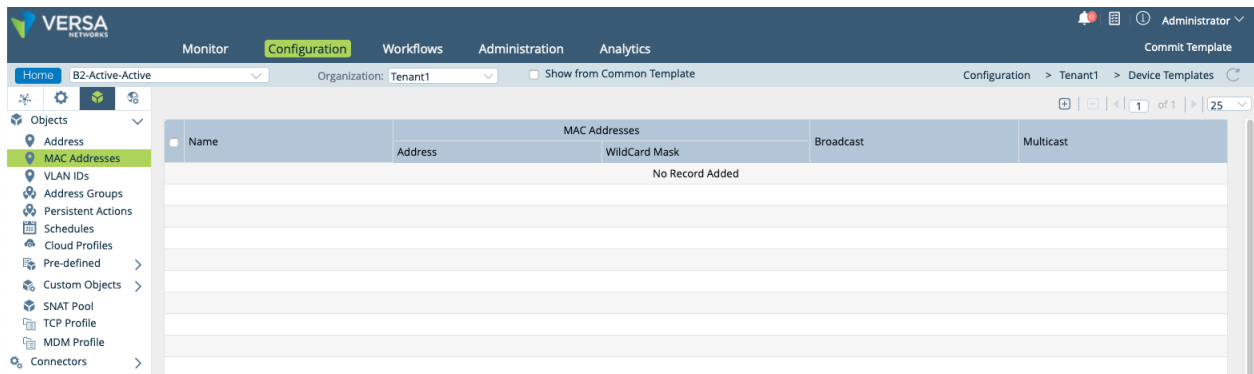 VERSA
NETWORKS
0
Administrator
Monitor Configuration Workflows Administration Analytics Commit Template
Home B2-Active-Active Organization: Tenant1 Show from Common Template Configuration > Tenant1 > Device Templates
1 of 1 25
Objects
Address
MAC Addresses
VLAN IDs
Address Groups
Persistent Actions
Schedules
Cloud Profiles
Pre-defined
Custom Objects
SNAT Pool
TCP Profile
MDM Profile
Connectors
Name MAC Addresses Broadcast Multicast
Address WildCard Mask
No Record Added